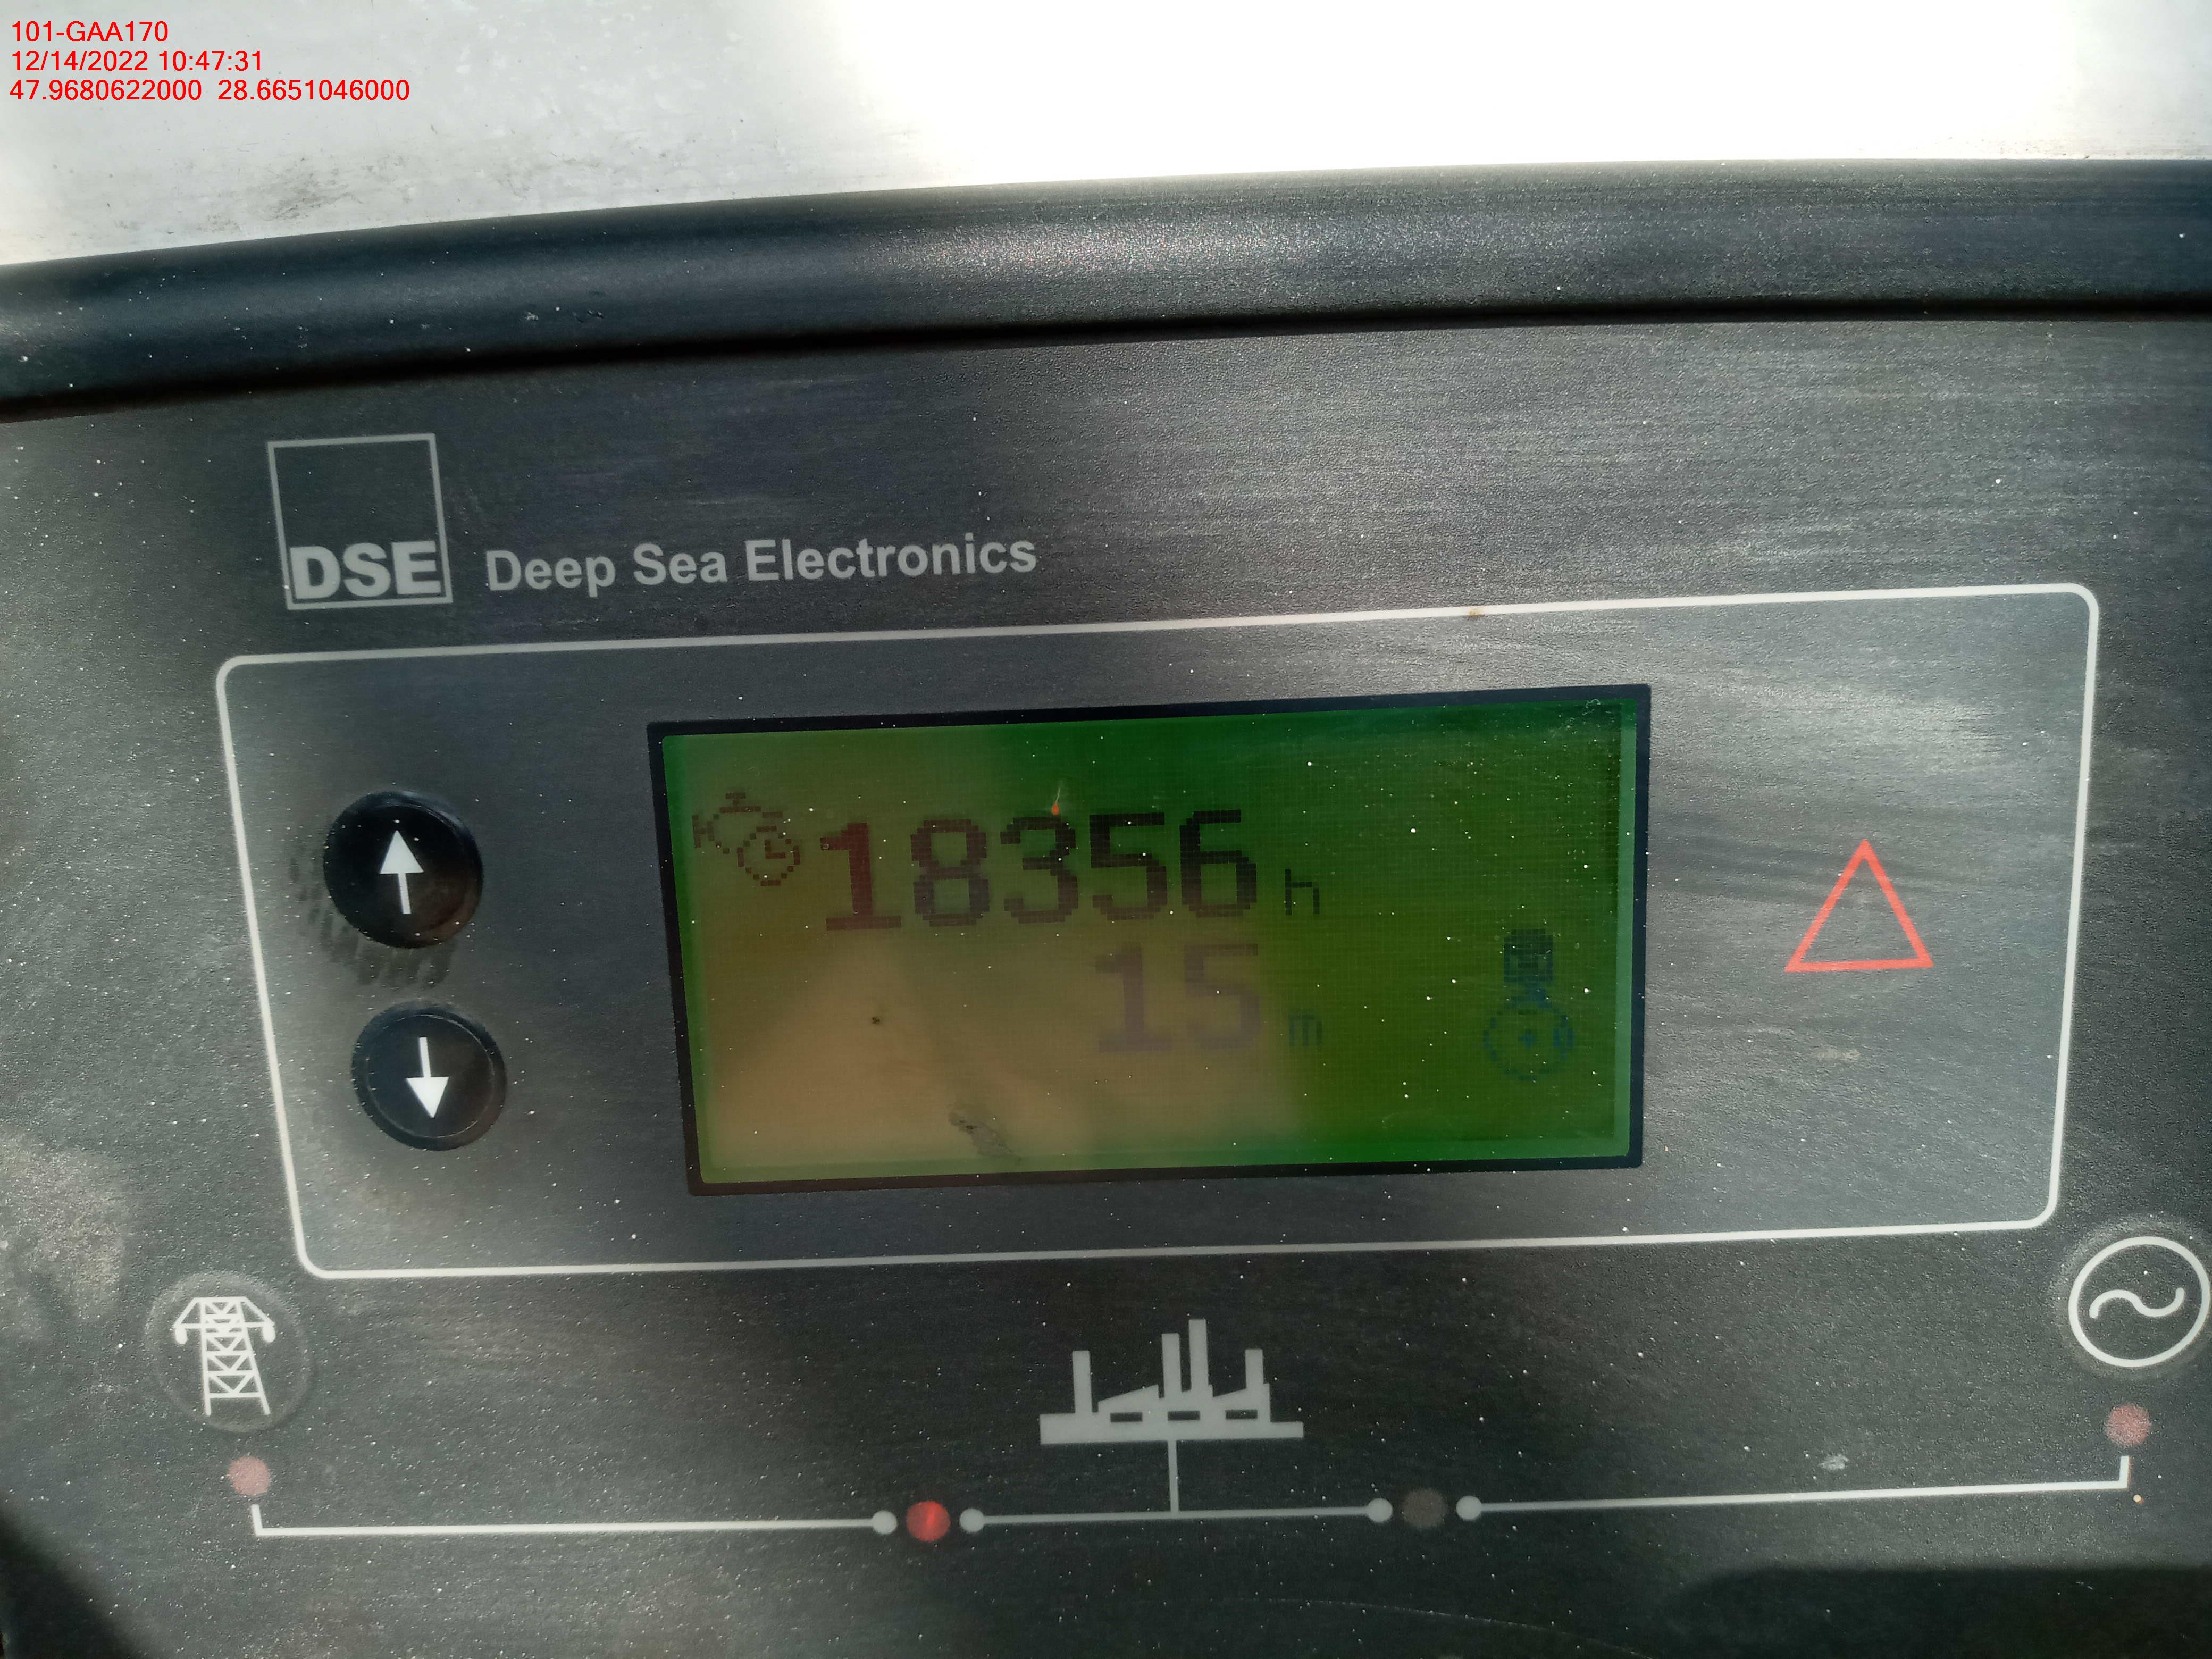 101-GAA170
12/14/2022 10:47:31
47.9680622000 28.6651046000
DSE Deep Sea Electronics
18356 h
15 m